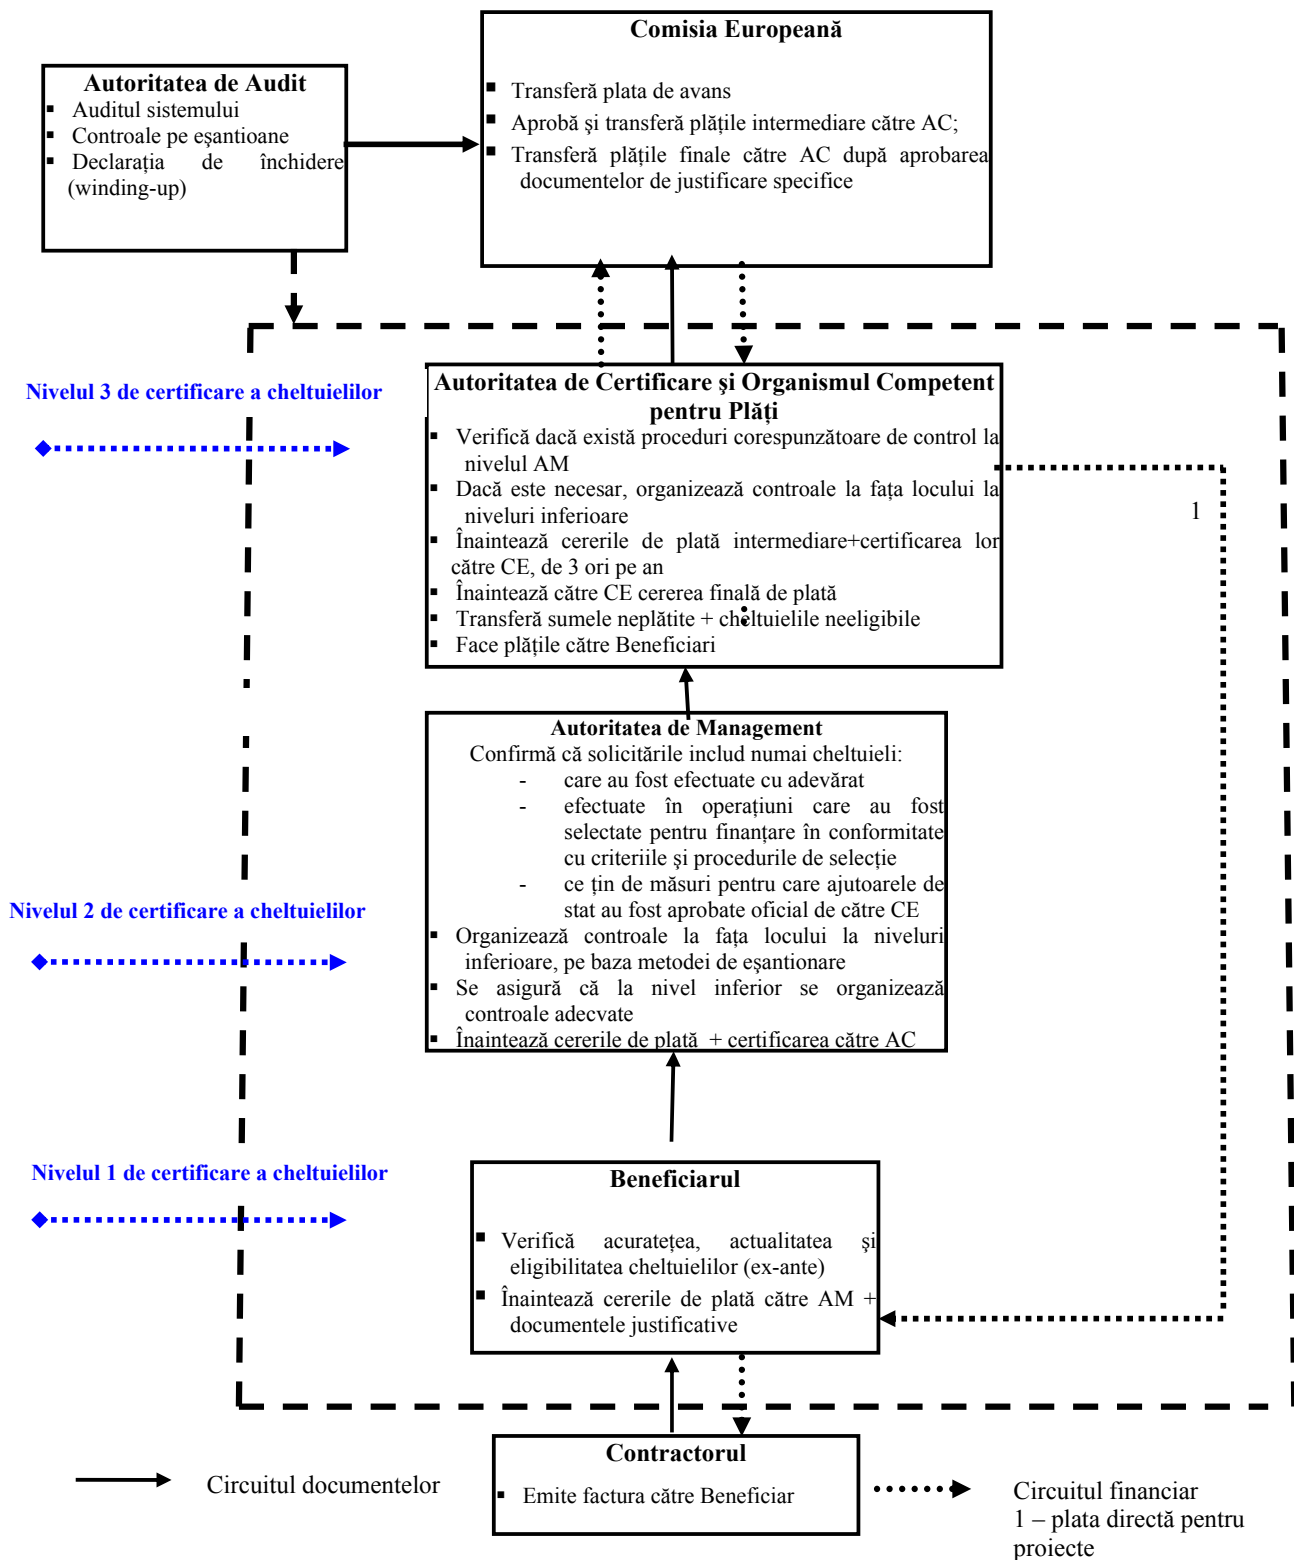 Comisia Europeană
▪ Transferă plata de avans
▪ Aprobă şi transferă plăţile intermediare către AC;
▪ Transferă plăţile finale către AC după aprobarea
documentelor de justificare specifice
Autoritatea de Audit
▪ Auditul sistemului
▪ Controale pe eşantioane
▪ Declaraţia de închidere
(winding-up)
Nivelul 3 de certificare a cheltuielilor
Autoritatea de Certificare şi Organismul Competent
pentru Plăţi
▪ Verifică dacă există proceduri corespunzătoare de control la
nivelul AM
▪ Dacă este necesar, organizează controale la faţa locului la
niveluri inferioare
▪ Înaintează cererile de plată intermediare+certificarea lor
către CE, de 3 ori pe an
▪ Înaintează către CE cererea finală de plată
▪ Transferă sumele neplătite + cheltuielile neeligibile
▪ Face plăţile către Beneficiari
1
Autoritatea de Management
Confirmă că solicitările includ numai cheltuieli:
- care au fost efectuate cu adevărat
- efectuate în operaţiuni care au fost
selectate pentru finanţare în conformitate
cu criteriile şi procedurile de selecţie
- ce ţin de măsuri pentru care ajutoarele de
stat au fost aprobate oficial de către CE
▪ Organizează controale la faţa locului la niveluri
inferioare, pe baza metodei de eşantionare
▪ Se asigură că la nivel inferior se organizează
controale adecvate
▪ Înaintează cererile de plată + certificarea către AC
Nivelul 2 de certificare a cheltuielilor
Nivelul 1 de certificare a cheltuielilor
Beneficiarul
▪ Verifică acurateţea, actualitatea şi
eligibilitatea cheltuielilor (ex-ante)
▪ Înaintează cererile de plată către AM +
documentele justificative
Contractorul
▪ Emite factura către Beneficiar
Circuitul documentelor
Circuitul financiar
1 – plata directă pentru
proiecte